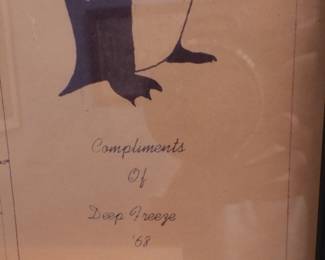 Compliments
Of
Deep Freeze
'68